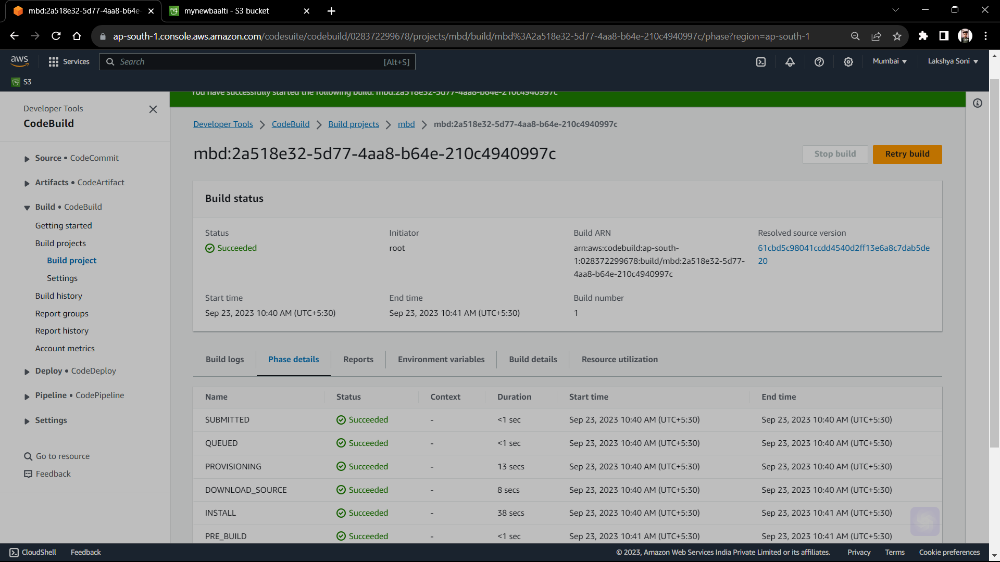 mbd:2a518e32-5d77-4aa8-b64e-
mynewbaalti - S3 bucket
ap-south-1.console.aws.amazon.com/codesuite/codebuild/028372299678/projects/mbd/build/mbd%3A2a518e32-5d77-4aa8-b64e-210c4940997c/phase?region=ap-south-1
aws
Services
Search
[Alt+S]
Mumbai
Lakshya Soni
S3
You have successfully started the following build: mbd:2a518e32-5d77-4aa8-b64e-210c4940997c
Developer Tools
CodeBuild
Source • CodeCommit
Artifacts • CodeArtifact
Build • CodeBuild
Getting started
Build projects
Build project
Settings
Build history
Report groups
Report history
Account metrics
Deploy • CodeDeploy
Pipeline • CodePipeline
Settings
Go to resource
Feedback
Developer Tools > CodeBuild > Build projects > mbd > mbd:2a518e32-5d77-4aa8-b64e-210c4940997c
mbd:2a518e32-5d77-4aa8-b64e-210c4940997c
Stop build
Retry build
Build status
Status
Succeeded
Initiator
root
Build ARN
arn:aws:codebuild:ap-south-
1:028372299678:build/mbd:2a518e32-5d77-
4aa8-b64e-210c4940997c
Resolved source version
61cbd5c98041ccdd4540d2ff13e6a8c7dab5de
20
Start time
Sep 23, 2023 10:40 AM (UTC+5:30)
End time
Sep 23, 2023 10:41 AM (UTC+5:30)
Build number
1
Build logs
Phase details
Reports
Environment variables
Build details
Resource utilization
Name Status Context Duration Start time End time
SUBMITTED Succeeded - <1 sec Sep 23, 2023 10:40 AM (UTC+5:30) Sep 23, 2023 10:40 AM (UTC+5:30)
QUEUED Succeeded - <1 sec Sep 23, 2023 10:40 AM (UTC+5:30) Sep 23, 2023 10:40 AM (UTC+5:30)
PROVISIONING Succeeded - 13 secs Sep 23, 2023 10:40 AM (UTC+5:30) Sep 23, 2023 10:40 AM (UTC+5:30)
DOWNLOAD_SOURCE Succeeded - 8 secs Sep 23, 2023 10:40 AM (UTC+5:30) Sep 23, 2023 10:40 AM (UTC+5:30)
INSTALL Succeeded - 38 secs Sep 23, 2023 10:40 AM (UTC+5:30) Sep 23, 2023 10:41 AM (UTC+5:30)
PRE_BUILD Succeeded - <1 sec Sep 23, 2023 10:41 AM (UTC+5:30) Sep 23, 2023 10:41 AM (UTC+5:30)
CloudShell
Feedback
© 2023, Amazon Web Services India Private Limited or its affiliates.
Privacy
Terms
Cookie preferences